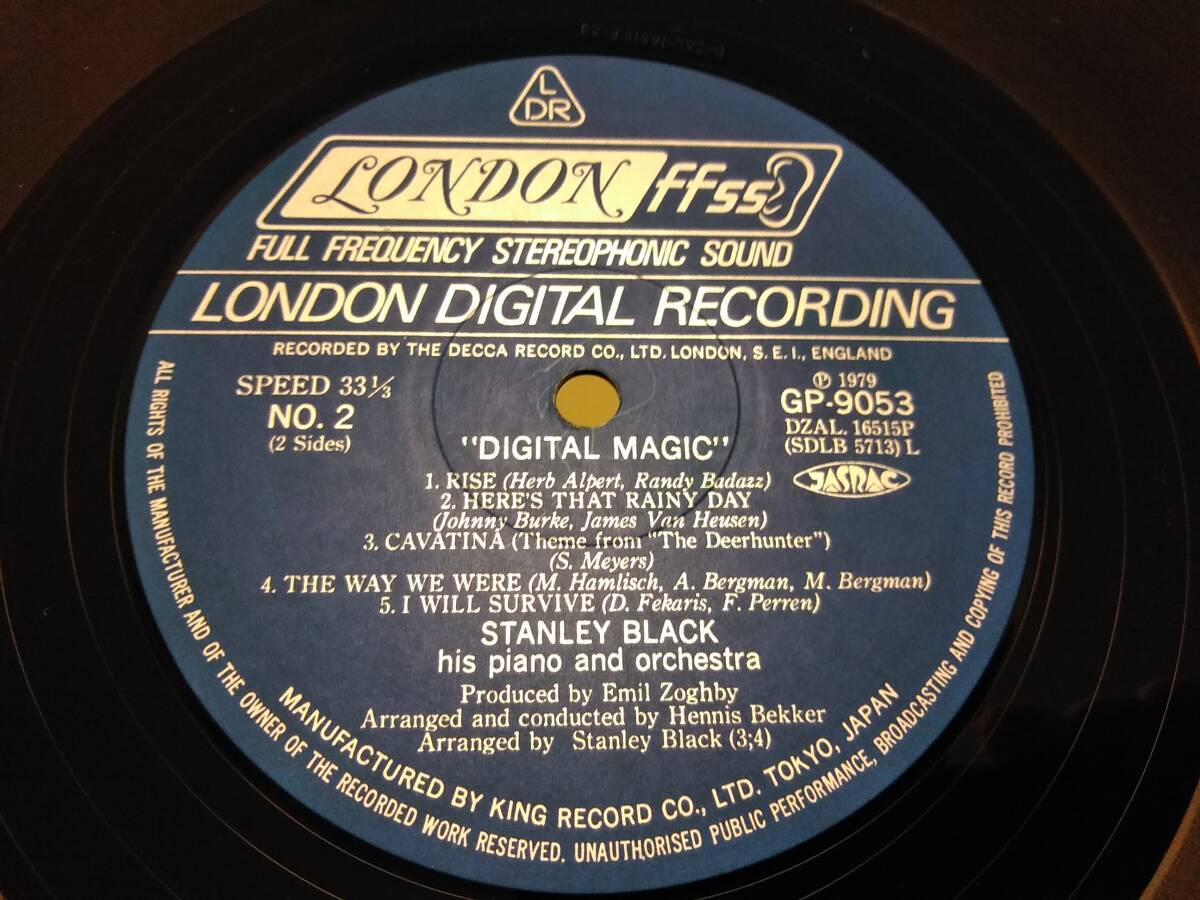 L
DR
LONDON ffss
FULL FREQUENCY STEREOPHONIC SOUND
LONDON DIGITAL RECORDING
RECORDED BY THE DECCA RECORD CO., LTD. LONDON, S. E. I., ENGLAND
SPEED 33 1/3
NO. 2
(2 Sides)
℗ 1979
GP-9053
DZAL. 16515P
(SDLB 5713) L
JASRAC
"DIGITAL MAGIC"
1. RISE (Herb Alpert, Randy Badazz)
2. HERE'S THAT RAINY DAY
(Johnny Burke, James Van Heusen)
3. CAVATINA (Theme from "The Deerhunter")
(S. Meyers)
4. THE WAY WE WERE (M. Hamlisch, A. Bergman, M. Bergman)
5. I WILL SURVIVE (D. Fekaris, F. Perren)
STANLEY BLACK
his piano and orchestra
Produced by Emil Zoghby
Arranged and conducted by Hennis Bekker
Arranged by Stanley Black (3;4)
MANUFACTURED BY KING RECORD CO., LTD. TOKYO, JAPAN
ALL RIGHTS OF THE MANUFACTURER AND OF THE OWNER OF THE RECORDED WORK RESERVED. UNAUTHORISED PUBLIC PERFORMANCE, BROADCASTING AND COPYING OF THIS RECORD PROHIBITED